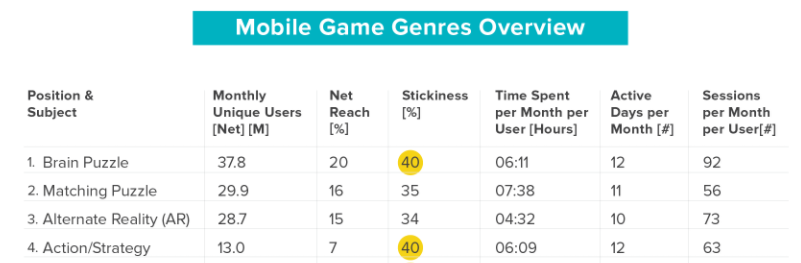 Mobile Game Genres Overview
Position & Subject | Monthly Unique Users [Net] [M] | Net Reach [%] | Stickiness [%] | Time Spent per Month per User [Hours] | Active Days per Month [#] | Sessions per Month per User[#]
1. Brain Puzzle | 37.8 | 20 | 40 | 06:11 | 12 | 92
2. Matching Puzzle | 29.9 | 16 | 35 | 07:38 | 11 | 56
3. Alternate Reality (AR) | 28.7 | 15 | 34 | 04:32 | 10 | 73
4. Action/Strategy | 13.0 | 7 | 40 | 06:09 | 12 | 63